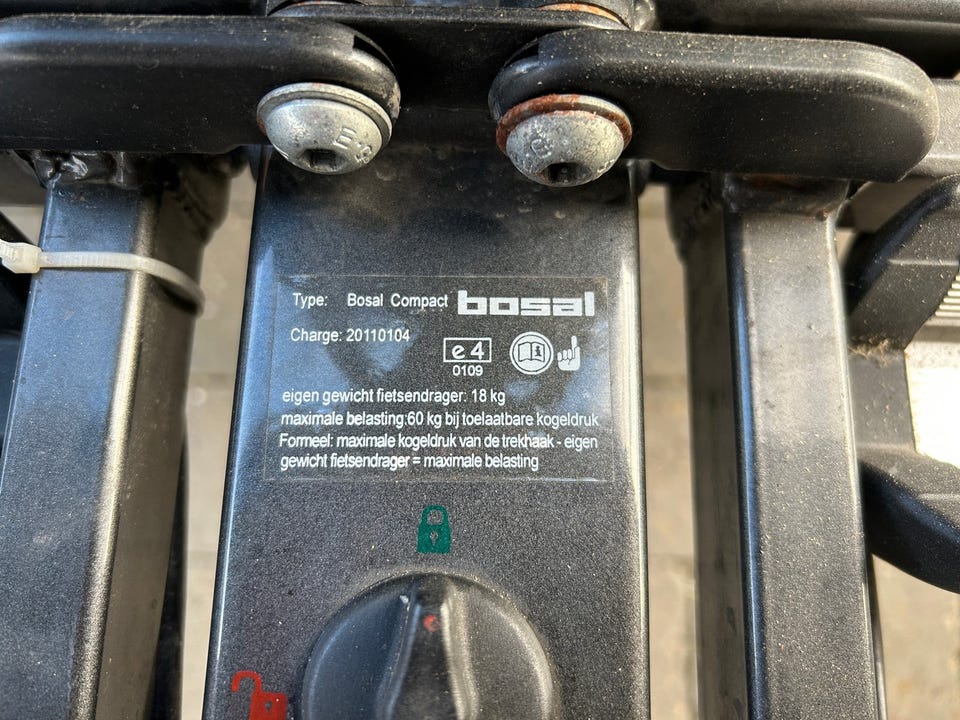 Type: Bosal Compact bosal
Charge: 20110104
e4
0109
eigen gewicht fietsendrager: 18 kg
maximale belasting:60 kg bij toelaatbare kogeldruk
Formeel: maximale kogeldruk van de trekhaak - eigen
gewicht fietsendrager = maximale belasting